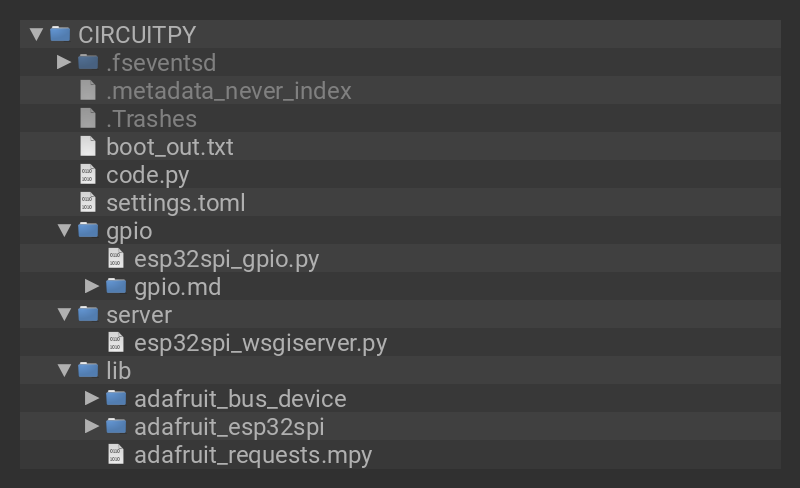 CIRCUITPY
.fseventsd
.metadata_never_index
.Trashes
boot_out.txt
code.py
settings.toml
gpio
esp32spi_gpio.py
gpio.md
server
esp32spi_wsgiserver.py
lib
adafruit_bus_device
adafruit_esp32spi
adafruit_requests.mpy